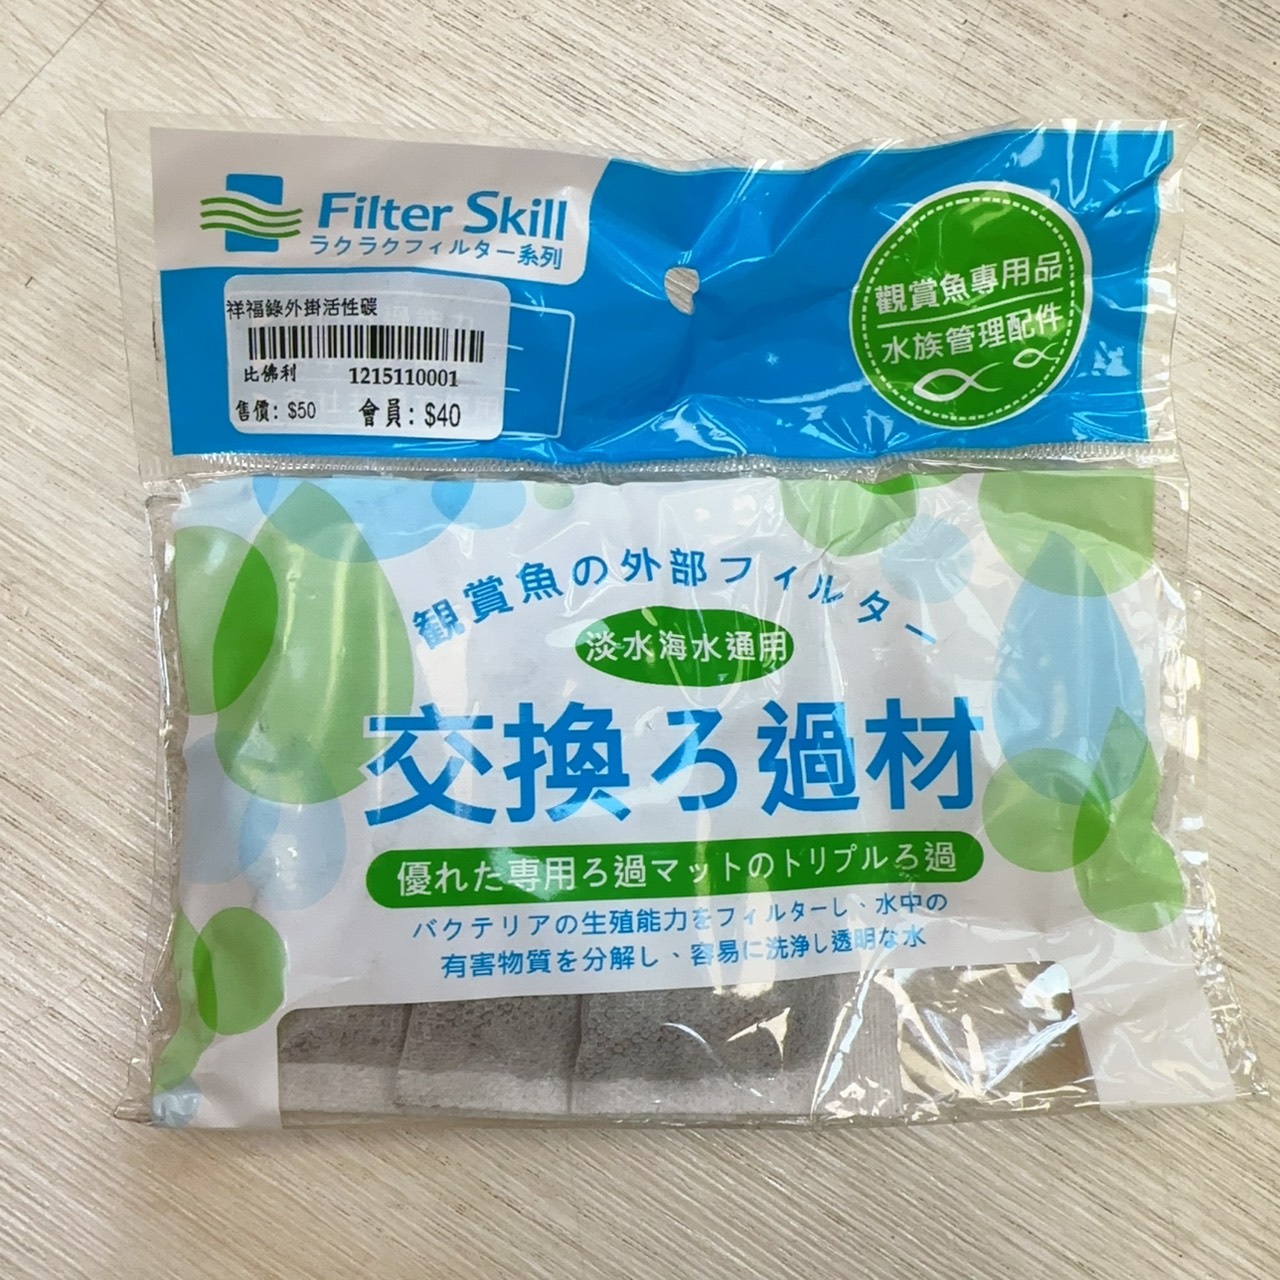 Filter Skill
ラクラクフィルター系列
祥福綠外掛活性碳
比佛利 1215110001
售價: $50 會員: $40
觀賞魚專用品
水族管理配件
観賞魚の外部フィルター
淡水海水通用
交換ろ過材
優れた専用ろ過マットのトリプルろ過
バクテリアの生殖能力をフィルターし、水中の
有害物質を分解し、容易に洗浄し透明な水